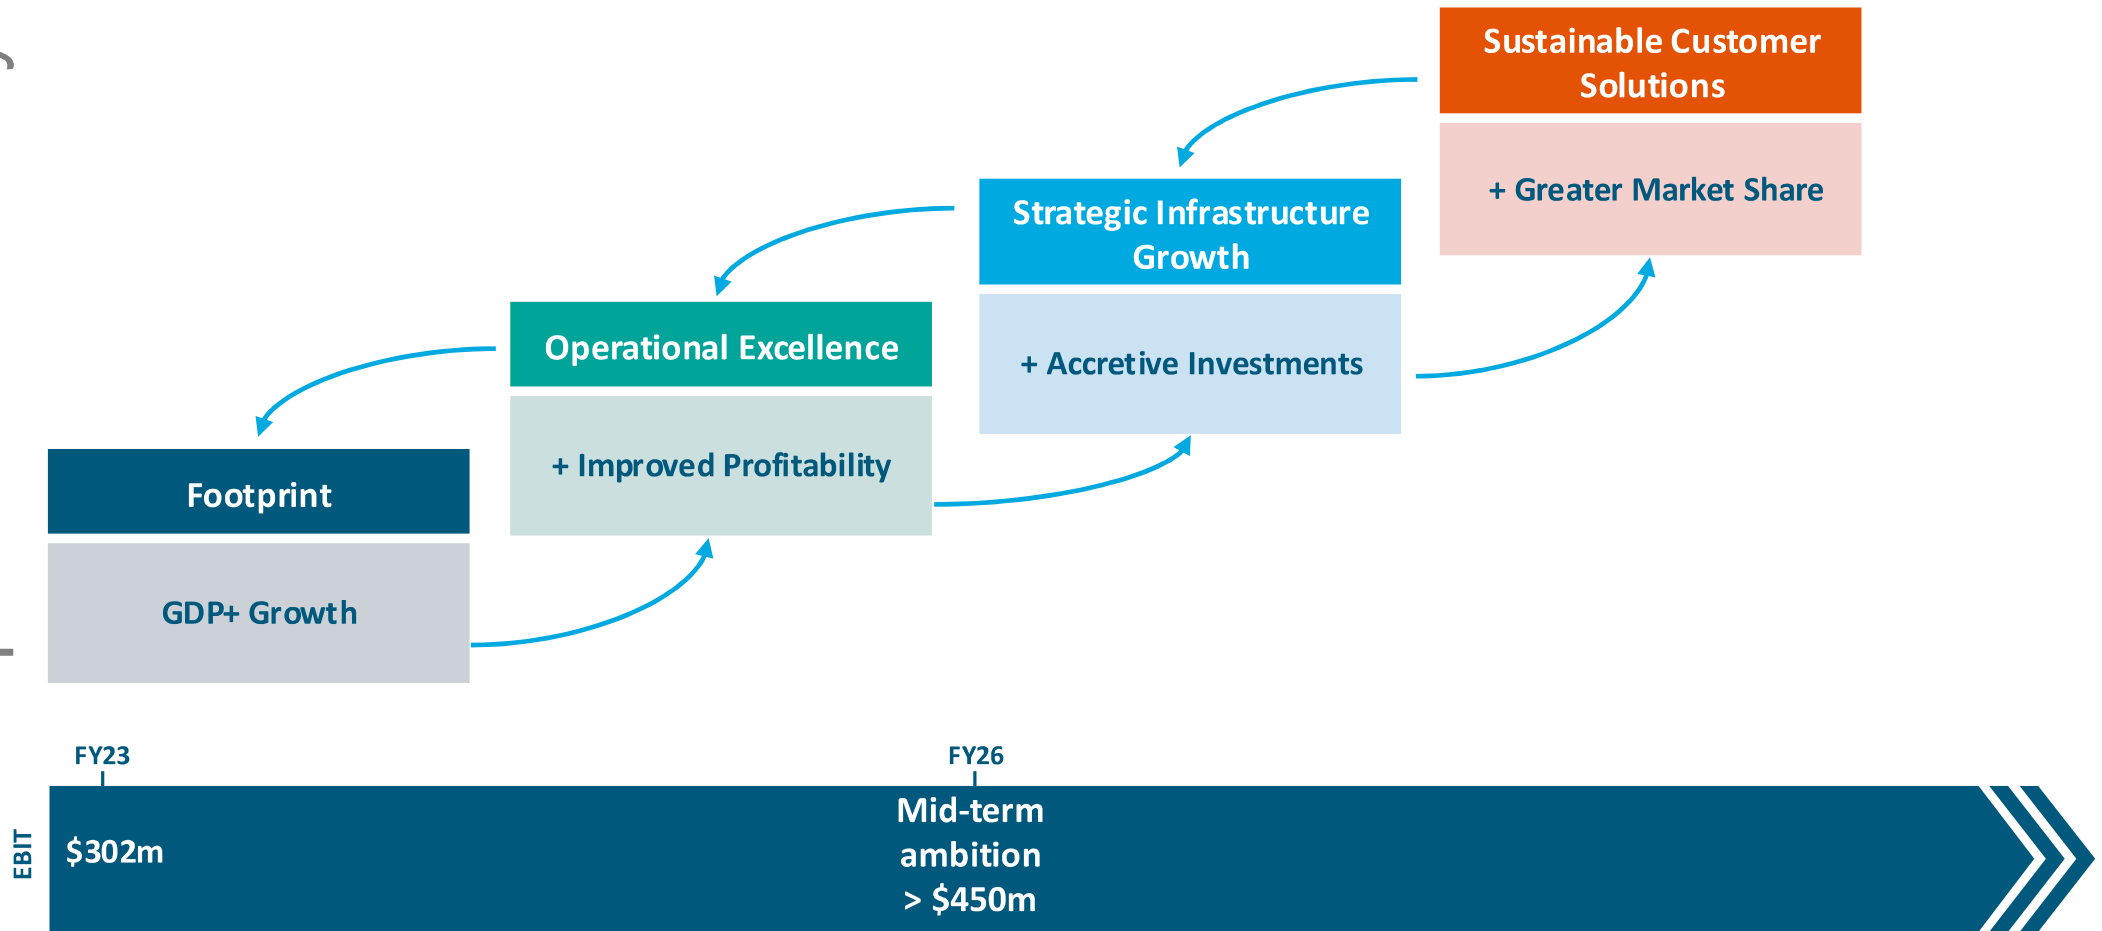 Sustainable Customer
Solutions
+ Greater Market Share
Strategic Infrastructure
Growth
+ Accretive Investments
Operational Excellence
+ Improved Profitability
Footprint
GDP+ Growth
FY23
FY26
EBIT
$302m
Mid-term
ambition
> $450m